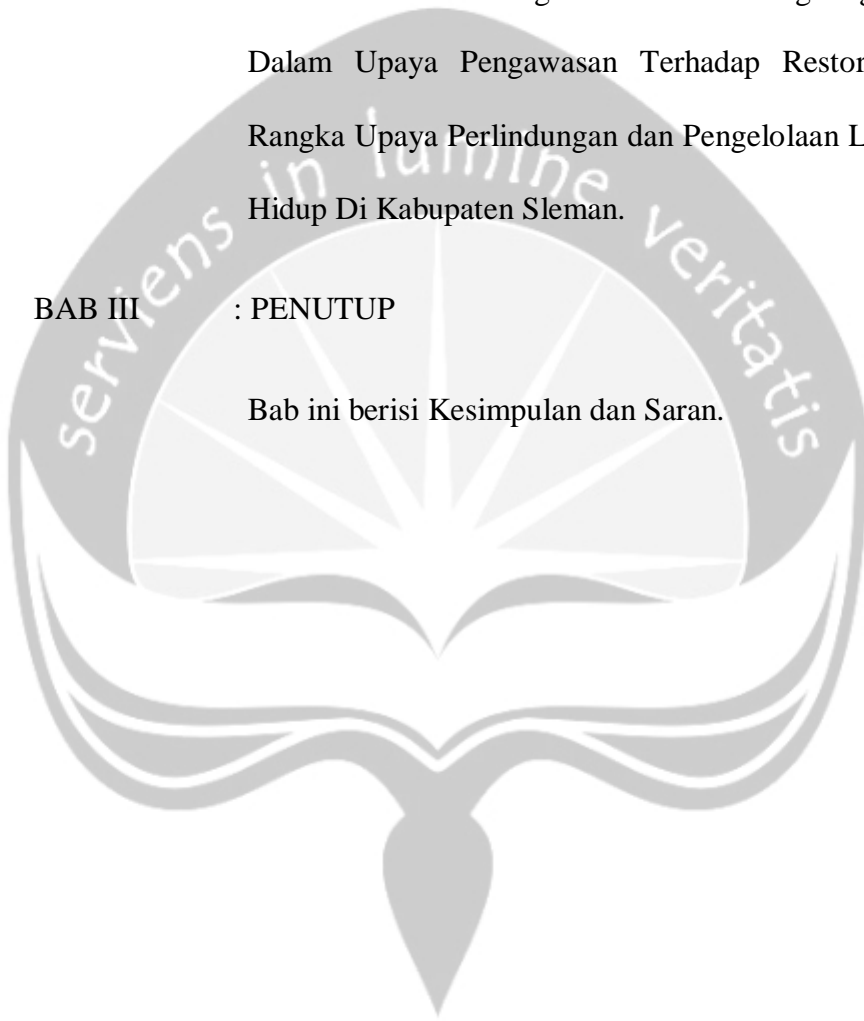 Dalam Upaya Pengawasan Terhadap
Rangka Upaya Perlindungan dan Pengelolaan
Hidup Di Kabupaten Sleman.
BAB III : PENUTUP
Bab ini berisi Kesimpulan dan Saran.
serviens in lumine veritatis